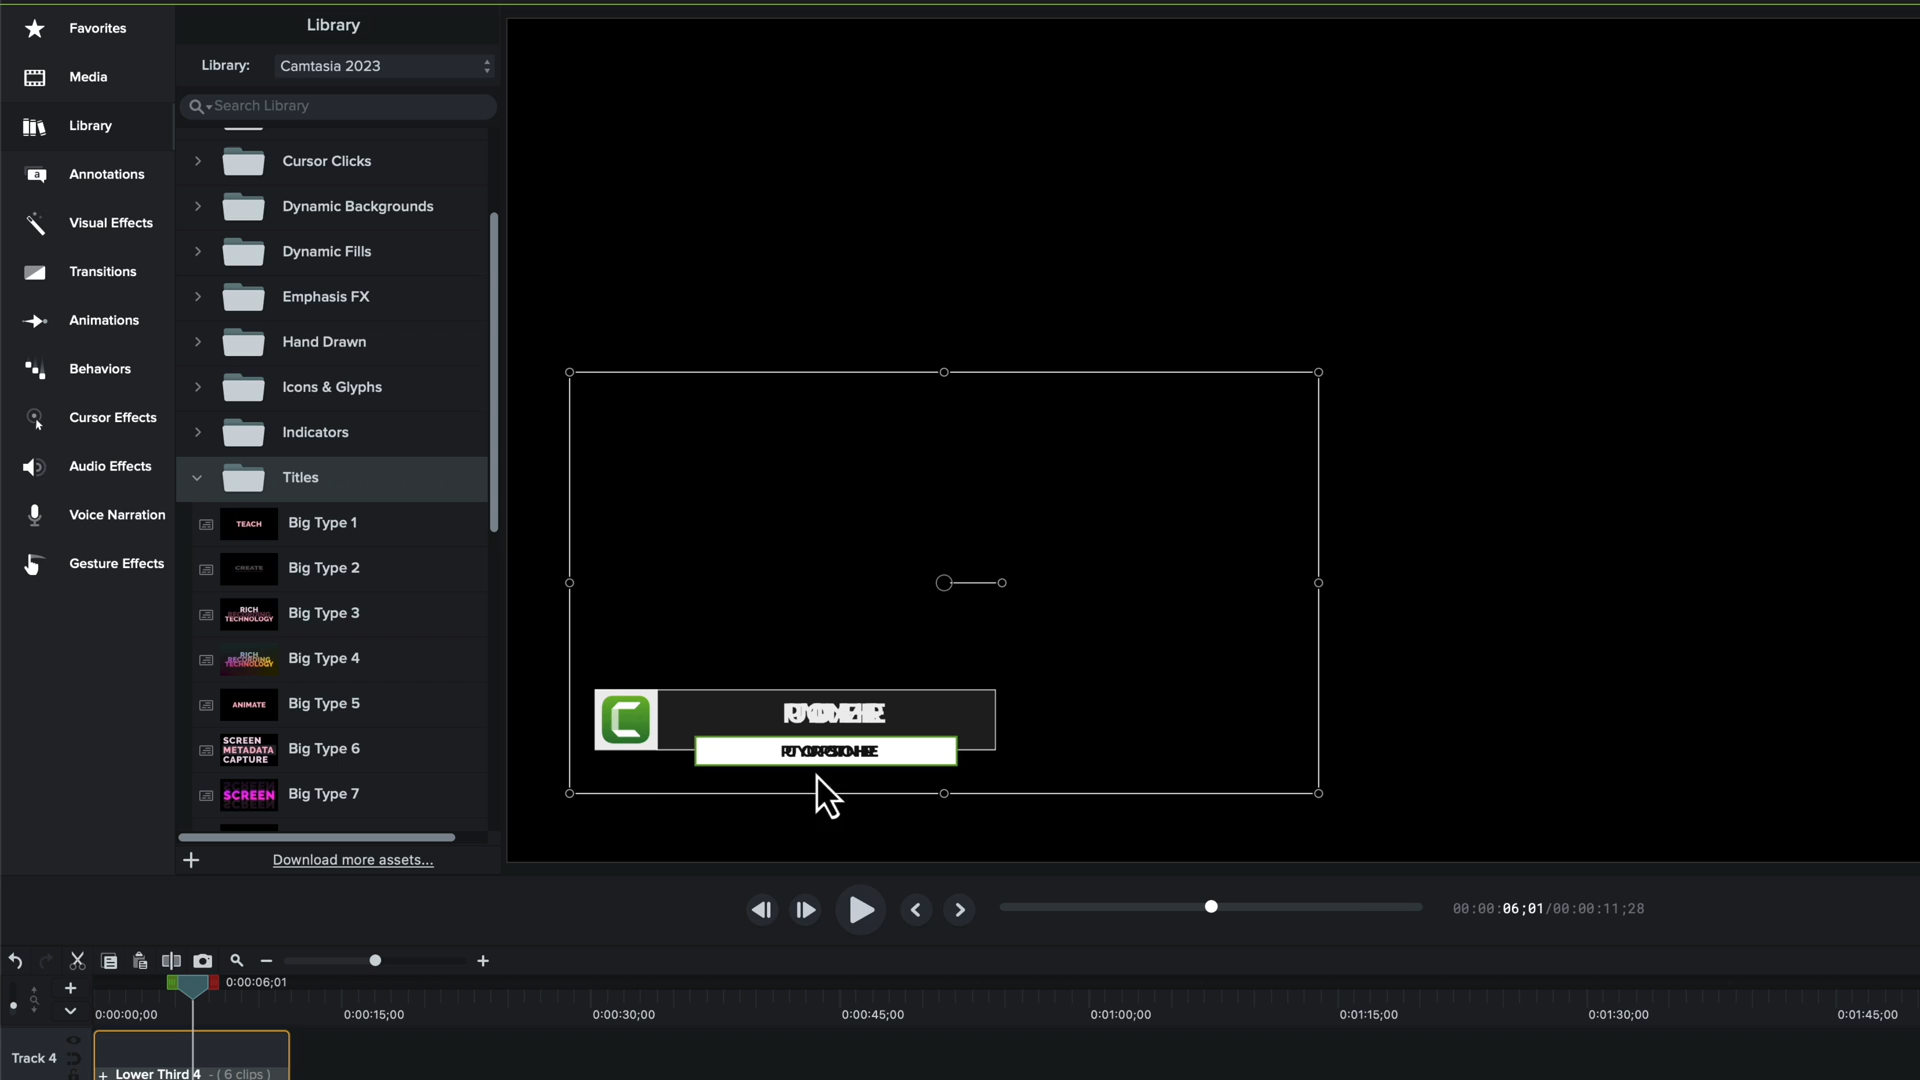 Favorites
Media
Library
Annotations
Visual Effects
Transitions
Animations
Behaviors
Cursor Effects
Audio Effects
Voice Narration
Gesture Effects
Library
Library:
Camtasia 2023
Search Library
Cursor Clicks
Dynamic Backgrounds
Dynamic Fills
Emphasis FX
Hand Drawn
Icons & Glyphs
Indicators
Titles
TEACH
Big Type 1
CREATE
Big Type 2
RICH
RECORDING
TECHNOLOGY
Big Type 3
RICH
RECORDING
TECHNOLOGY
Big Type 4
ANIMATE
Big Type 5
SCREEN
METADATA
CAPTURE
Big Type 6
SCREEN
Big Type 7
Download more assets...
00:00:06;01/00:00:11;28
0:00:06;01
0:00:00;00
0:00:15;00
0:00:30;00
0:00:45;00
0:01:00;00
0:01:15;00
0:01:30;00
0:01:45;00
Track 4
+ Lower Third 4 - ( 6 clips )